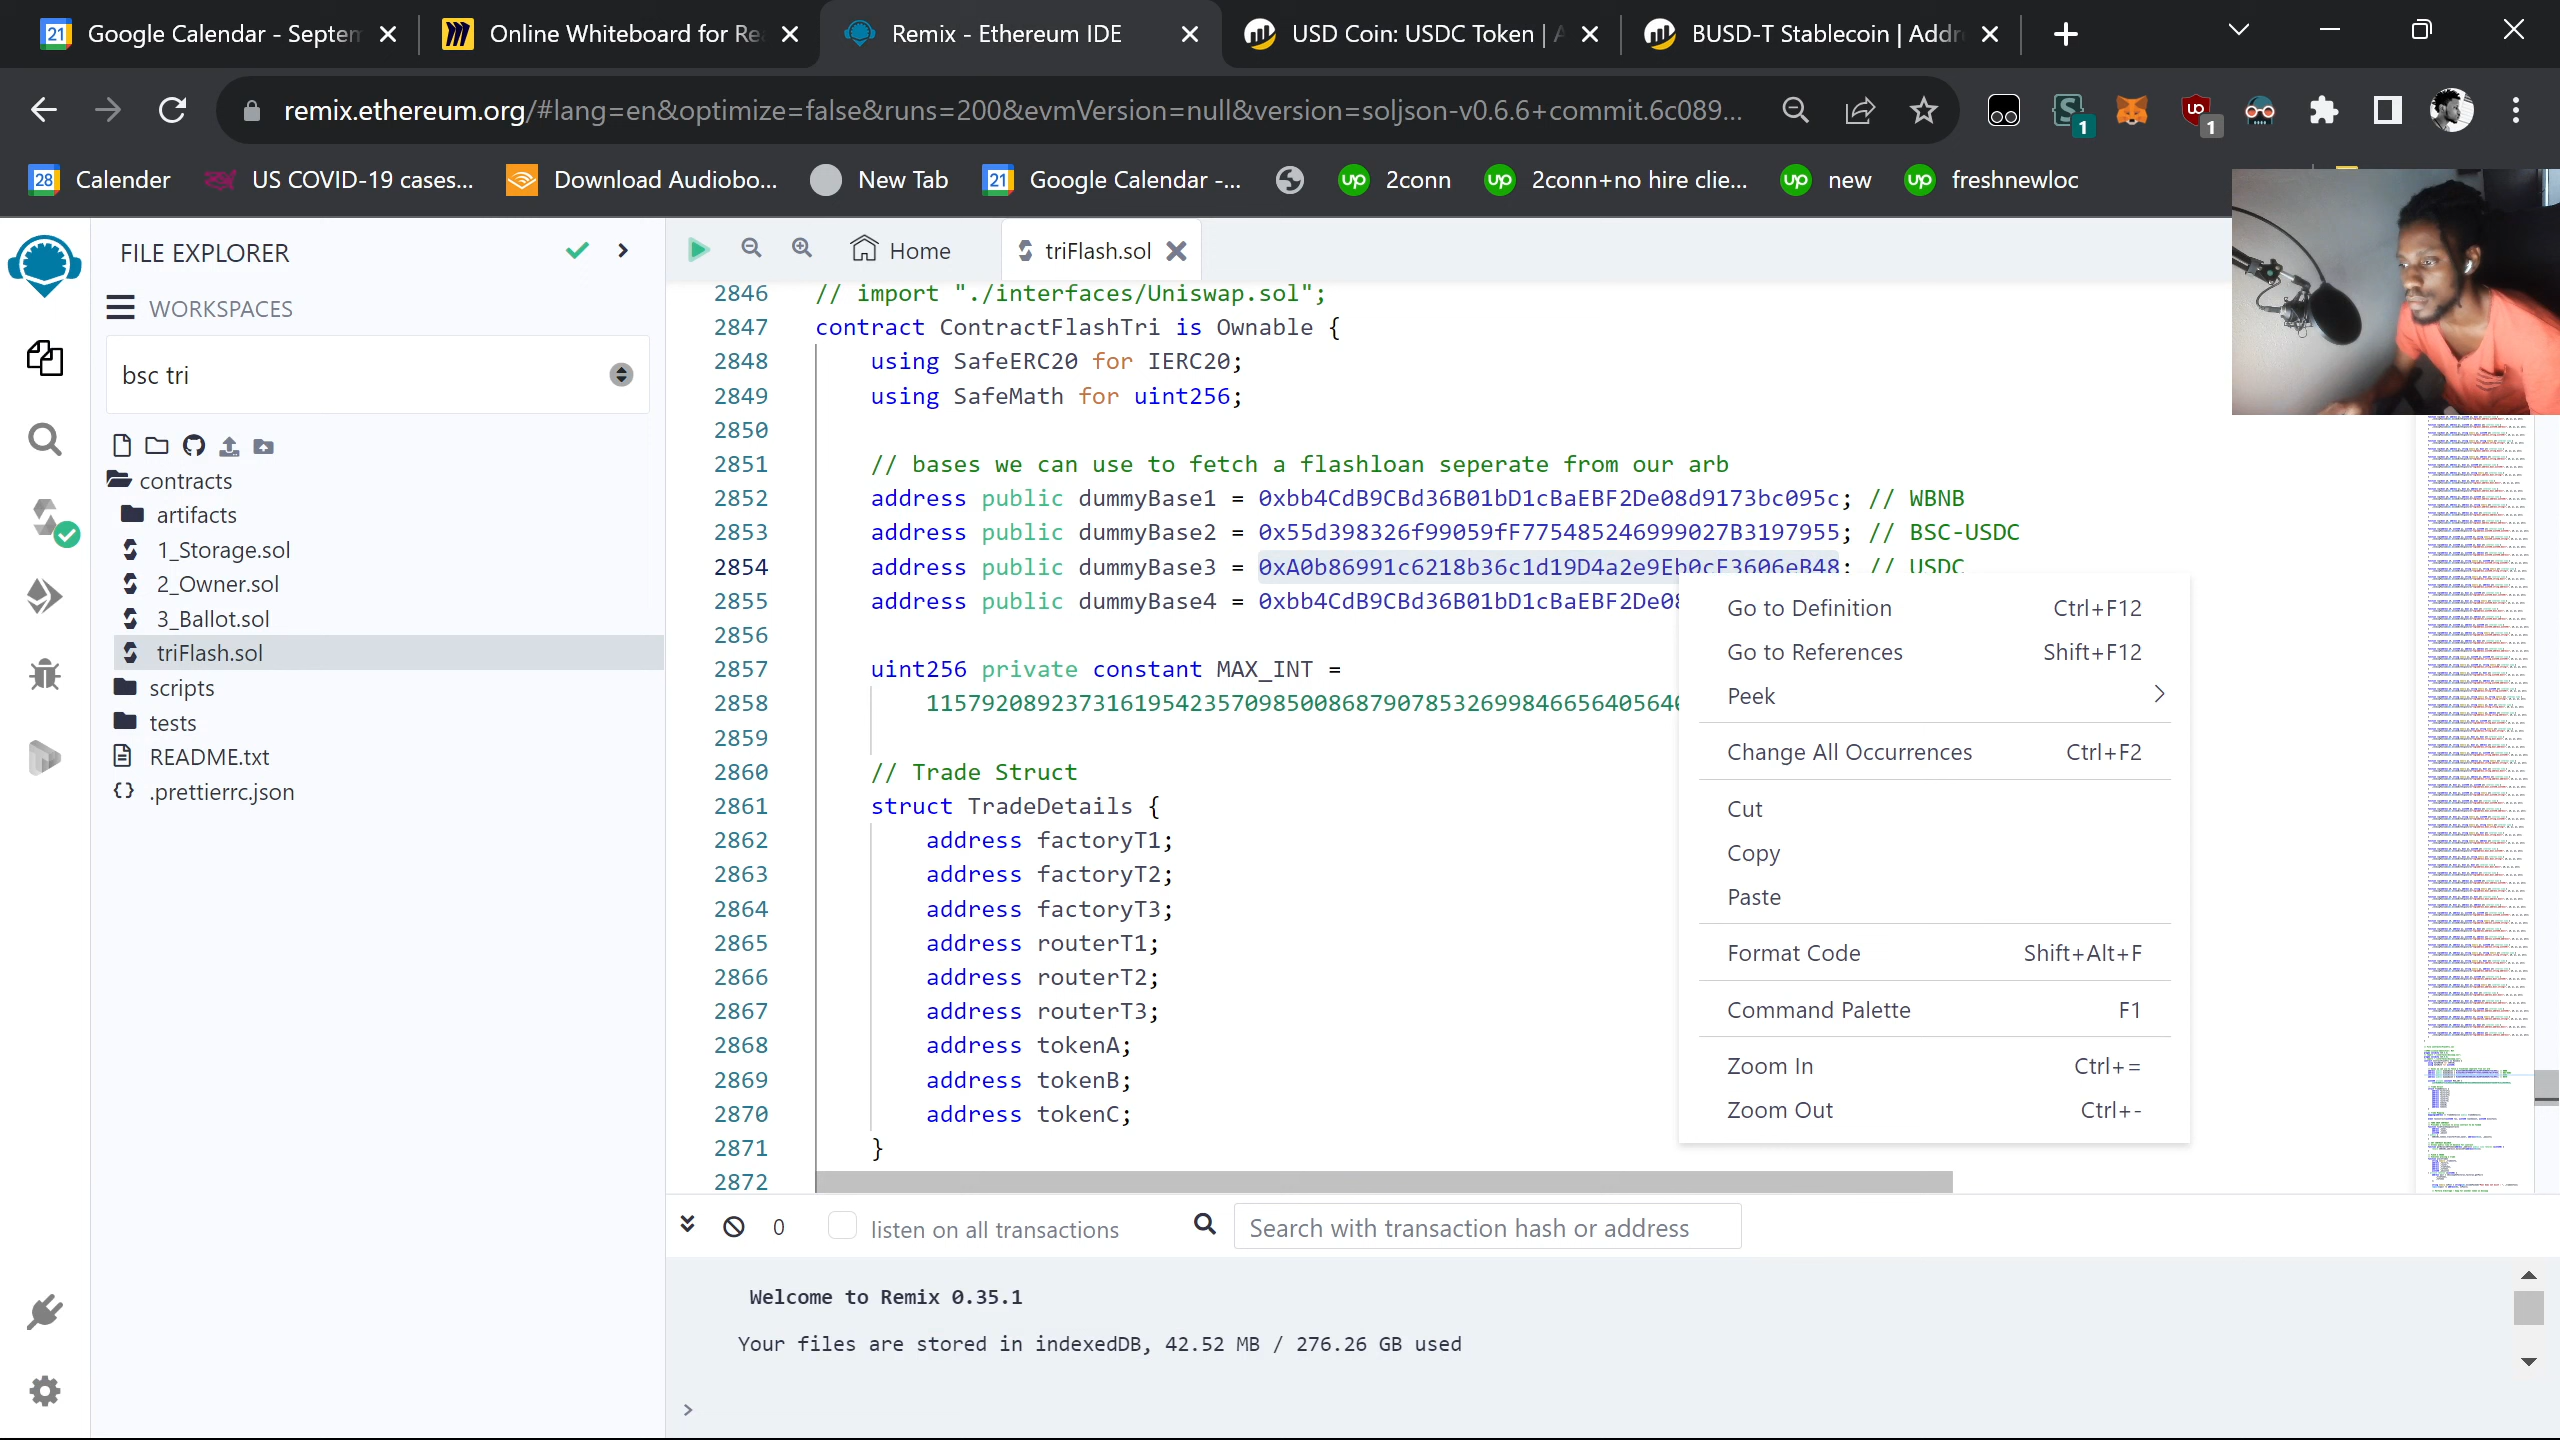 Google Calendar - Septem
Online Whiteboard for Re
Remix - Ethereum IDE
USD Coin: USDC Token | A
BUSD-T Stablecoin | Addr
remix.ethereum.org/#lang=en&optimize=false&runs=200&evmVersion=null&version=soljson-v0.6.6+commit.6c089...
Calender
US COVID-19 cases...
Download Audiobo...
New Tab
Google Calendar -...
2conn
2conn+no hire clie...
new
freshnewloc
FILE EXPLORER
WORKSPACES
bsc tri
contracts
artifacts
1_Storage.sol
2_Owner.sol
3_Ballot.sol
triFlash.sol
scripts
tests
README.txt
.prettierrc.json
Home
triFlash.sol
2846 // import "./interfaces/Uniswap.sol";
2847 contract ContractFlashTri is Ownable {
2848 using SafeERC20 for IERC20;
2849 using SafeMath for uint256;
2850
2851 // bases we can use to fetch a flashloan seperate from our arb
2852 address public dummyBase1 = 0xbb4CdB9CBd36B01bD1cBaEBF2De08d9173bc095c; // WBNB
2853 address public dummyBase2 = 0x55d398326f99059fF775485246999027B3197955; // BSC-USDC
2854 address public dummyBase3 = 0xA0b86991c6218b36c1d19D4a2e9Eb0cE3606eB48; // USDC
2855 address public dummyBase4 = 0xbb4CdB9CBd36B01bD1cBaEBF2De08
2856
2857 uint256 private constant MAX_INT =
2858 1157920892373161954235709850086879078532699846656405640
2859
2860 // Trade Struct
2861 struct TradeDetails {
2862 address factoryT1;
2863 address factoryT2;
2864 address factoryT3;
2865 address routerT1;
2866 address routerT2;
2867 address routerT3;
2868 address tokenA;
2869 address tokenB;
2870 address tokenC;
2871 }
2872
Go to Definition Ctrl+F12
Go to References Shift+F12
Peek
Change All Occurrences Ctrl+F2
Cut
Copy
Paste
Format Code Shift+Alt+F
Command Palette F1
Zoom In Ctrl+=
Zoom Out Ctrl+-
0
listen on all transactions
Search with transaction hash or address
Welcome to Remix 0.35.1
Your files are stored in indexedDB, 42.52 MB / 276.26 GB used
>